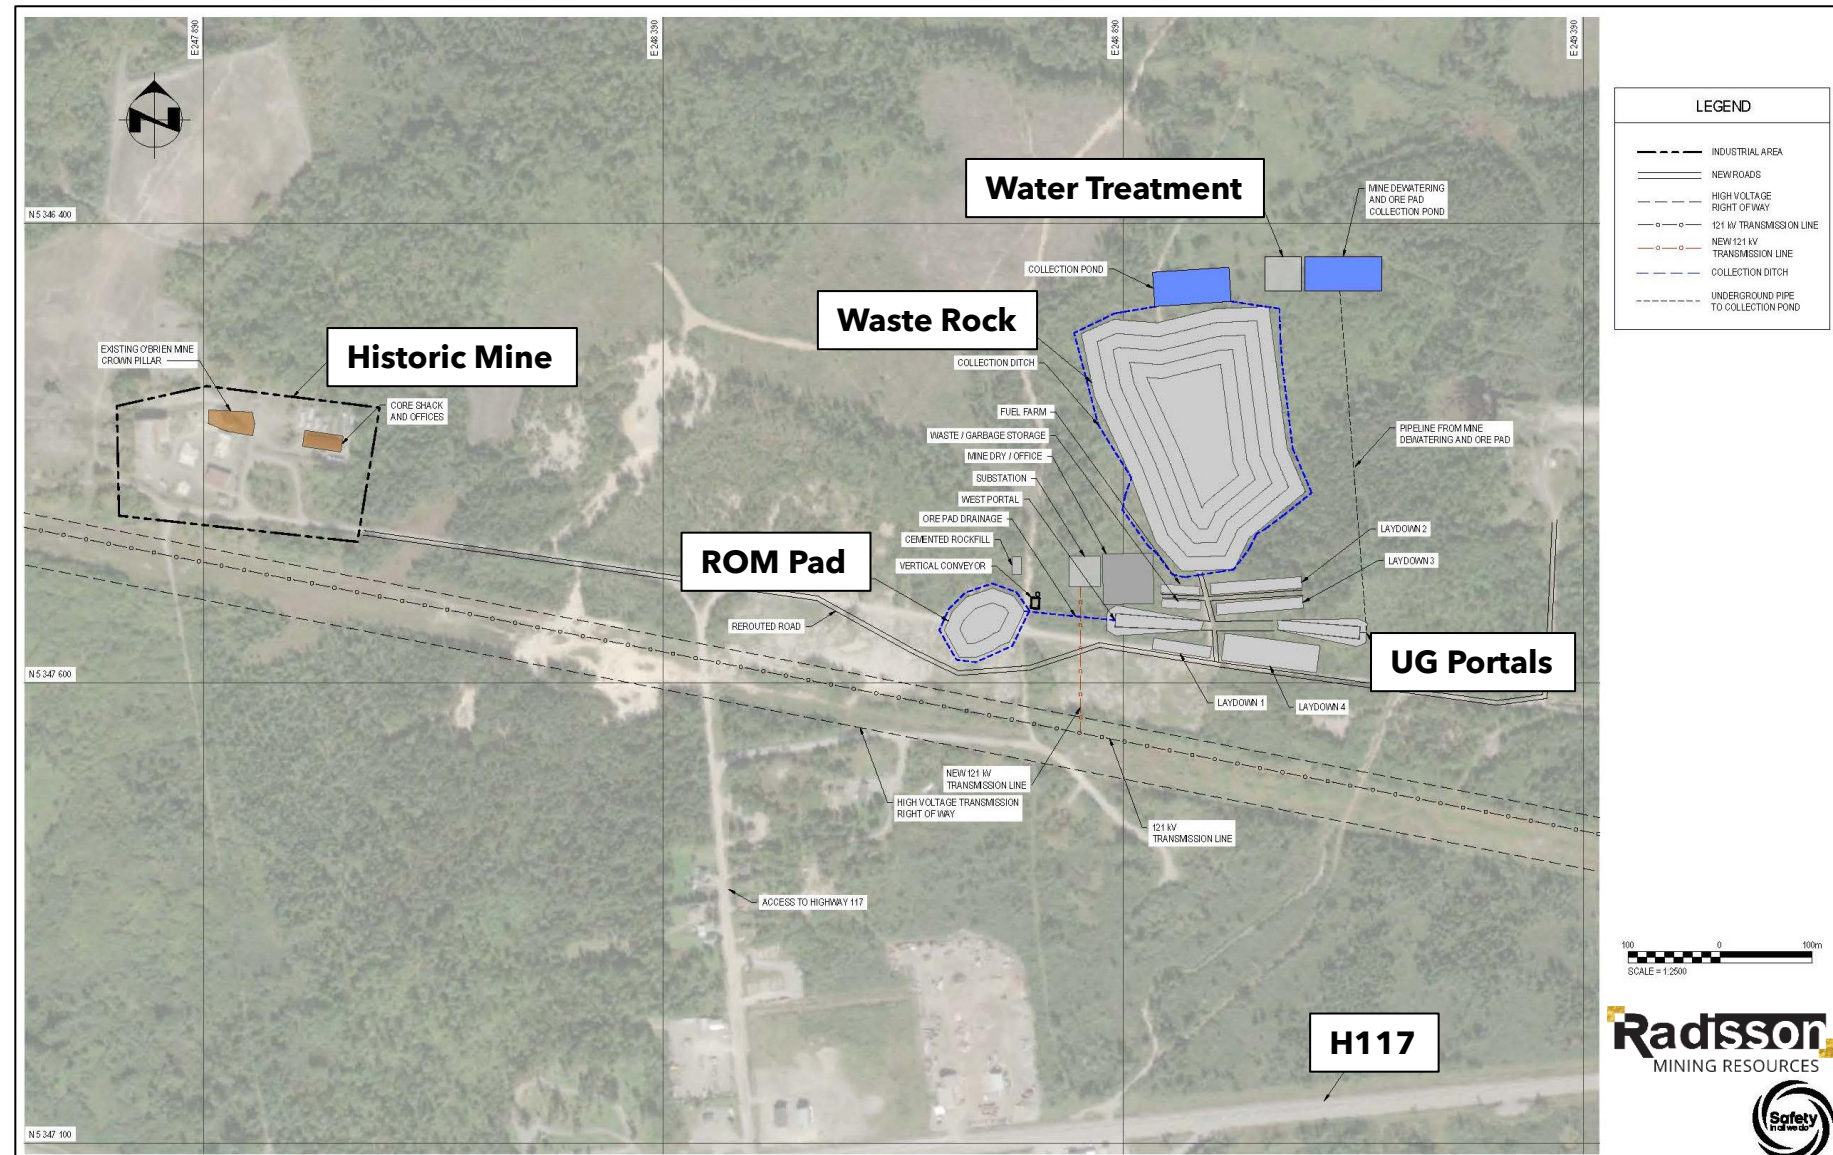 E 247 890
E 248 390
E 248 890
E 249 390
N 5 346 400
N 5 347 600
N 5 347 100
LEGEND
INDUSTRIAL AREA
NEW ROADS
HIGH VOLTAGE
RIGHT OF WAY
121 kV TRANSMISSION LINE
NEW 121 kV
TRANSMISSION LINE
COLLECTION DITCH
UNDERGROUND PIPE
TO COLLECTION POND
Water Treatment
MINE DEWATERING
AND ORE PAD
COLLECTION POND
COLLECTION POND
Waste Rock
Historic Mine
EXISTING O'BRIEN MINE
CROWN PILLAR
CORE SHACK
AND OFFICES
COLLECTION DITCH
FUEL FARM
WASTE / GARBAGE STORAGE
MINE DRY / OFFICE
SUBSTATION
WEST PORTAL
ORE PAD DRAINAGE
CEMENTED ROCKFILL
VERTICAL CONVEYOR
PIPELINE FROM MINE
DEWATERING AND ORE PAD
LAYDOWN 2
LAYDOWN 3
ROM Pad
REROUTED ROAD
UG Portals
LAYDOWN 1
LAYDOWN 4
NEW 121 kV
TRANSMISSION LINE
HIGH VOLTAGE TRANSMISSION
RIGHT OF WAY
121 kV
TRANSMISSION LINE
ACCESS TO HIGHWAY 117
H117
100 0 100m
SCALE = 1:2500
Radisson
MINING RESOURCES
Safety
in all we do
N